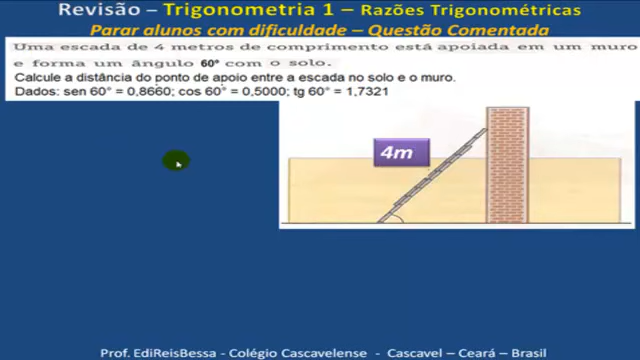 Revisão – Trigonometria 1 – Razões Trigonométricas
Parar alunos com dificuldade – Questão Comentada
Uma escada de 4 metros de comprimento está apoiada em um muro
e forma um ângulo 60° com o solo.
Calcule a distância do ponto de apoio entre a escada no solo e o muro.
Dados: sen 60° = 0,8660; cos 60° = 0,5000; tg 60° = 1,7321
4m
Prof. EdiReisBessa - Colégio Cascavelense - Cascavel – Ceará – Brasil